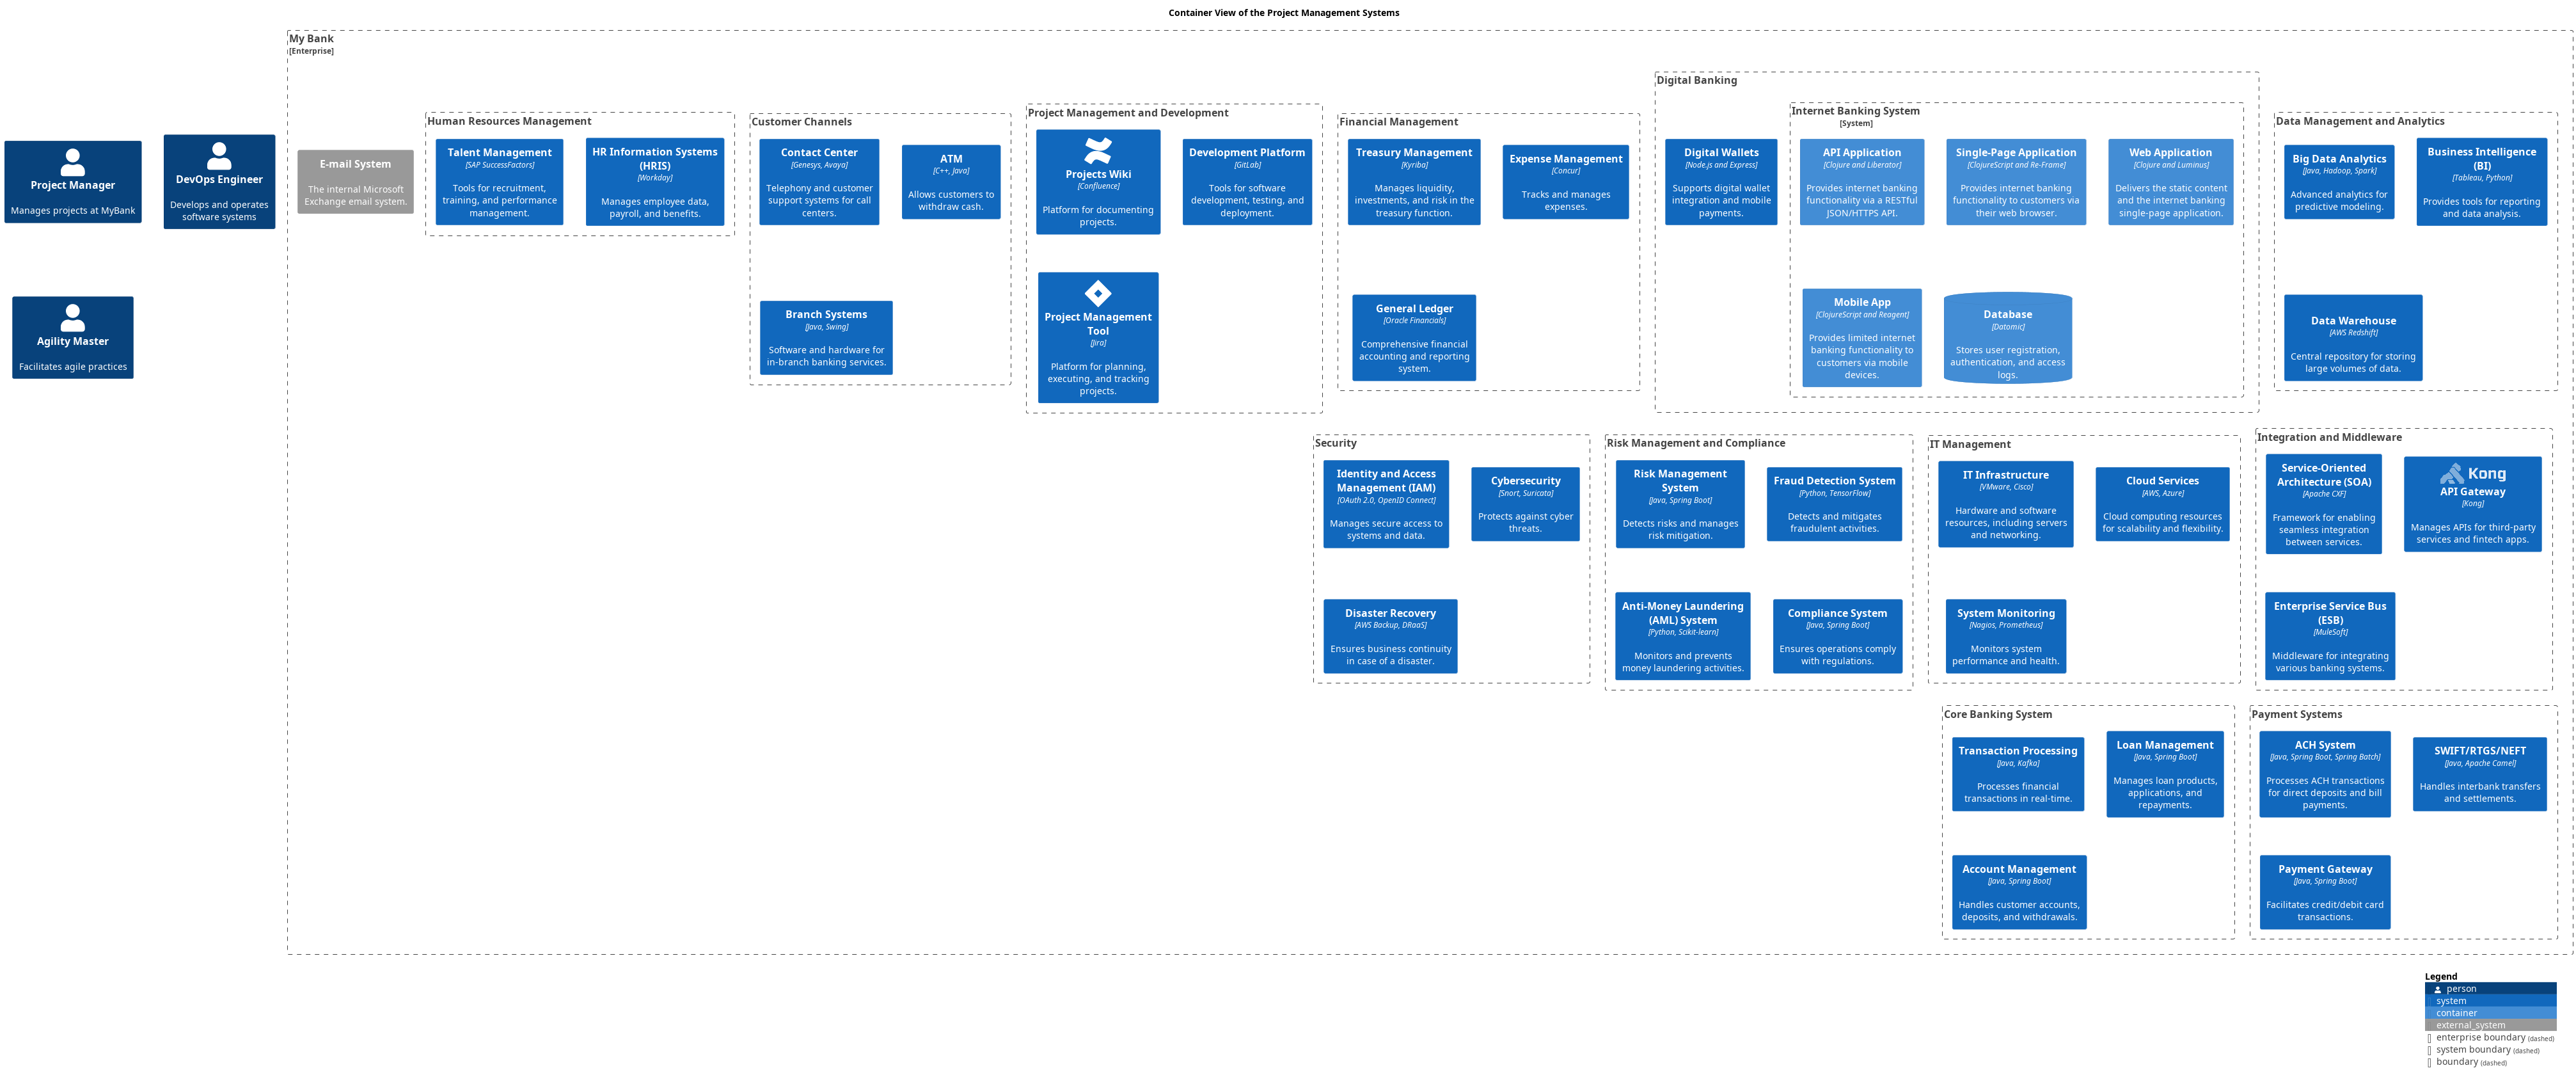 Container View of the Project Management Systems
Project Manager
Manages projects at MyBank
DevOps Engineer
Develops and operates
software systems
Agility Master
Facilitates agile practices
My Bank
[Enterprise]
E-mail System
The internal Microsoft
Exchange email system.
Human Resources Management
Talent Management
[SAP SuccessFactors]
Tools for recruitment,
training, and performance
management.
HR Information Systems
(HRIS)
[Workday]
Manages employee data,
payroll, and benefits.
Customer Channels
Contact Center
[Genesys, Avaya]
Telephony and customer
support systems for call
centers.
ATM
[C++, Java]
Allows customers to
withdraw cash.
Branch Systems
[Java, Swing]
Software and hardware for
in-branch banking services.
Project Management and Development
Projects Wiki
[Confluence]
Platform for documenting
projects.
Development Platform
[GitLab]
Tools for software
development, testing, and
deployment.
Project Management
Tool
[Jira]
Platform for planning,
executing, and tracking
projects.
Financial Management
Treasury Management
[Kyriba]
Manages liquidity,
investments, and risk in the
treasury function.
Expense Management
[Concur]
Tracks and manages
expenses.
General Ledger
[Oracle Financials]
Comprehensive financial
accounting and reporting
system.
Digital Banking
Digital Wallets
[Node.js and Express]
Supports digital wallet
integration and mobile
payments.
Internet Banking System
[System]
API Application
[Clojure and Liberator]
Provides internet banking
functionality via a RESTful
JSON/HTTPS API.
Single-Page Application
[ClojureScript and Re-Frame]
Provides internet banking
functionality to customers via
their web browser.
Web Application
[Clojure and Luminus]
Delivers the static content
and the internet banking
single-page application.
Mobile App
[ClojureScript and Reagent]
Provides limited internet
banking functionality to
customers via mobile
devices.
Database
[Datomic]
Stores user registration,
authentication, and access
logs.
Data Management and Analytics
Big Data Analytics
[Java, Hadoop, Spark]
Advanced analytics for
predictive modeling.
Business Intelligence
(BI)
[Tableau, Python]
Provides tools for reporting
and data analysis.
Data Warehouse
[AWS Redshift]
Central repository for storing
large volumes of data.
Security
Identity and Access
Management (IAM)
[OAuth 2.0, OpenID Connect]
Manages secure access to
systems and data.
Cybersecurity
[Snort, Suricata]
Protects against cyber
threats.
Disaster Recovery
[AWS Backup, DRaaS]
Ensures business continuity
in case of a disaster.
Risk Management and Compliance
Risk Management
System
[Java, Spring Boot]
Detects risks and manages
risk mitigation.
Fraud Detection System
[Python, TensorFlow]
Detects and mitigates
fraudulent activities.
Anti-Money Laundering
(AML) System
[Python, Scikit-learn]
Monitors and prevents
money laundering activities.
Compliance System
[Java, Spring Boot]
Ensures operations comply
with regulations.
IT Management
IT Infrastructure
[VMware, Cisco]
Hardware and software
resources, including servers
and networking.
Cloud Services
[AWS, Azure]
Cloud computing resources
for scalability and flexibility.
System Monitoring
[Nagios, Prometheus]
Monitors system
performance and health.
Integration and Middleware
Service-Oriented
Architecture (SOA)
[Apache CXF]
Framework for enabling
seamless integration
between services.
Kong
API Gateway
[Kong]
Manages APIs for third-party
services and fintech apps.
Enterprise Service Bus
(ESB)
[MuleSoft]
Middleware for integrating
various banking systems.
Core Banking System
Transaction Processing
[Java, Kafka]
Processes financial
transactions in real-time.
Loan Management
[Java, Spring Boot]
Manages loan products,
applications, and
repayments.
Account Management
[Java, Spring Boot]
Handles customer accounts,
deposits, and withdrawals.
Payment Systems
ACH System
[Java, Spring Boot, Spring Batch]
Processes ACH transactions
for direct deposits and bill
payments.
SWIFT/RTGS/NEFT
[Java, Apache Camel]
Handles interbank transfers
and settlements.
Payment Gateway
[Java, Spring Boot]
Facilitates credit/debit card
transactions.
Legend
person
system
container
external_system
enterprise boundary (dashed)
system boundary (dashed)
boundary (dashed)